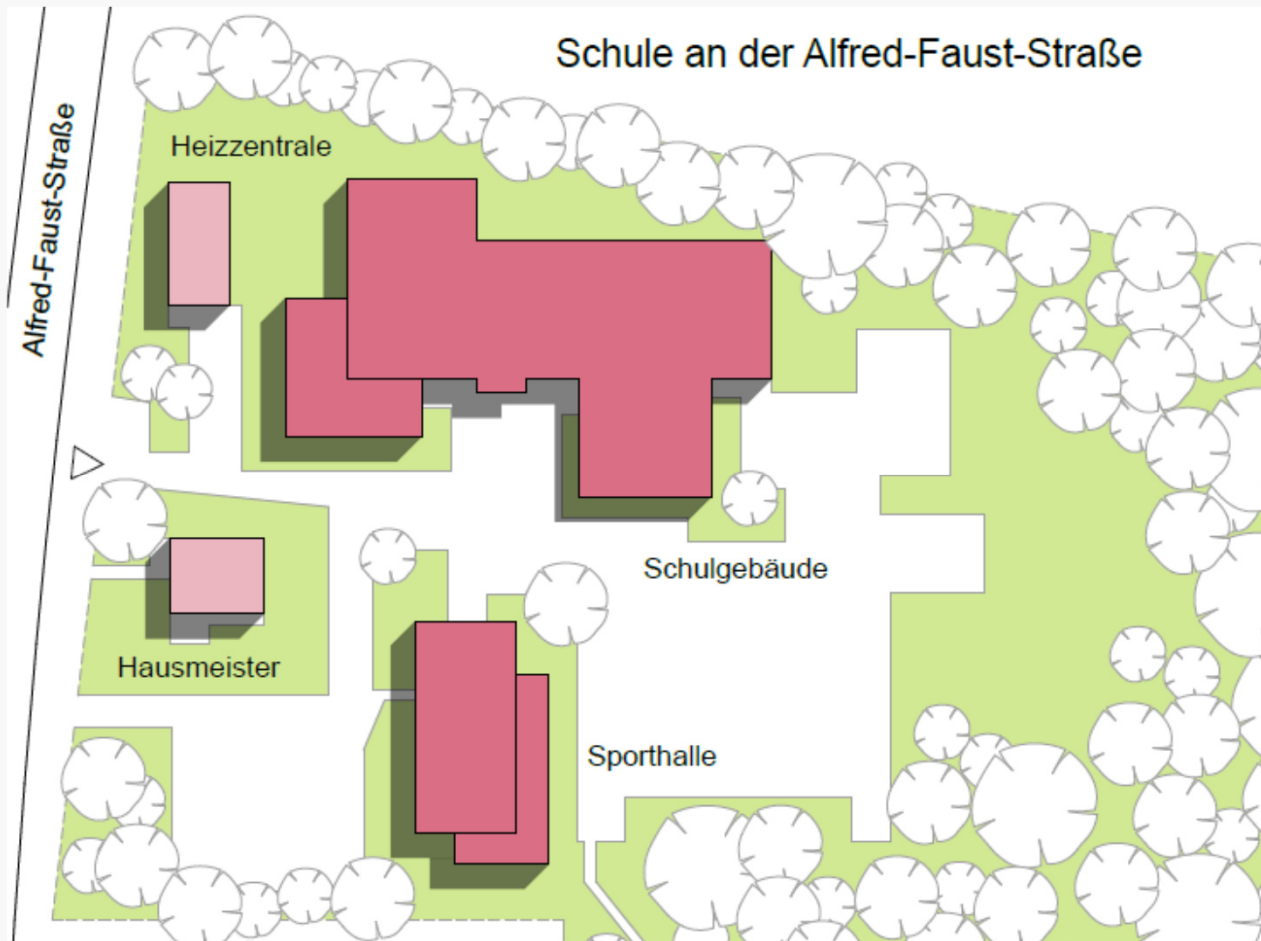 Schule an der Alfred-Faust-Straße
Alfred-Faust-Straße
Heizzentrale
Schulgebäude
Hausmeister
Sporthalle